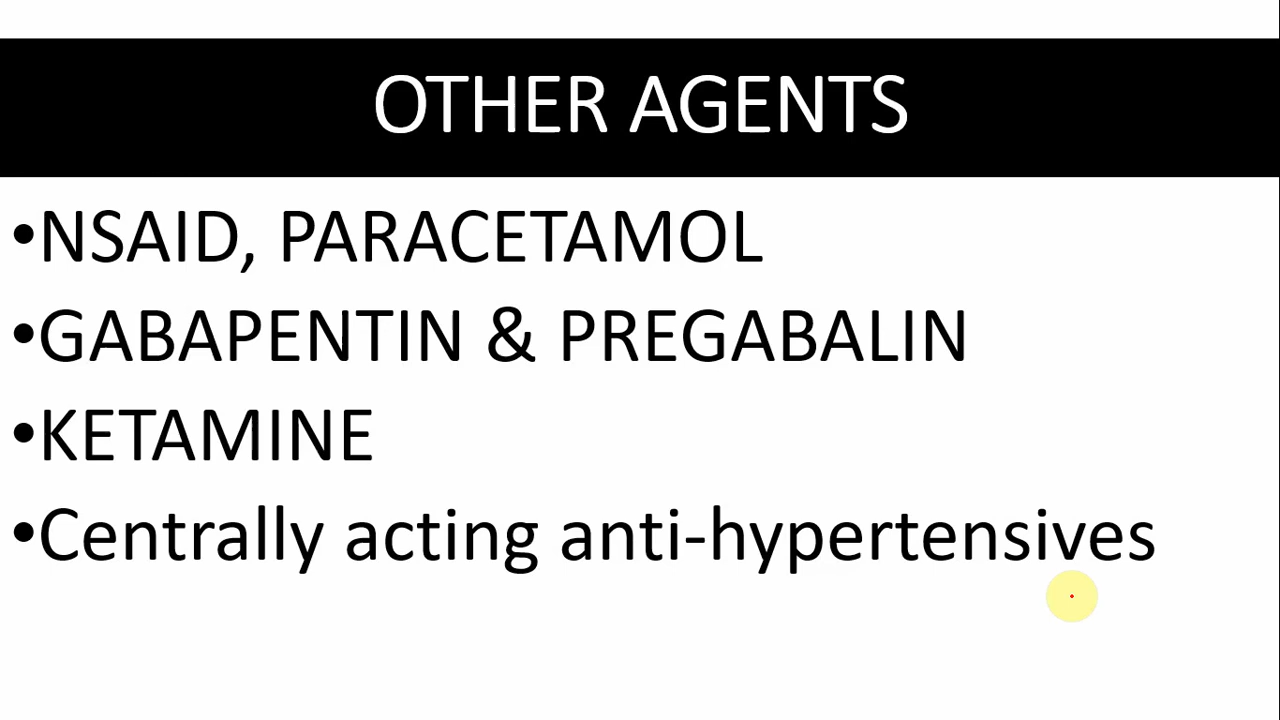 OTHER AGENTS
•NSAID, PARACETAMOL
•GABAPENTIN & PREGABALIN
•KETAMINE
•Centrally acting anti-hypertensives